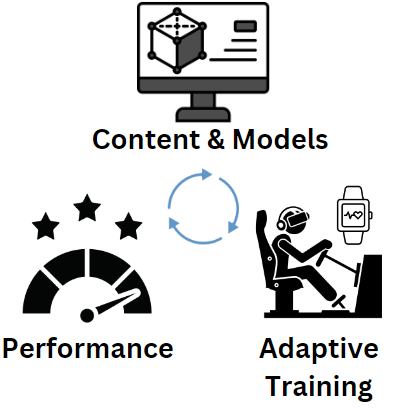 Content & Models
Performance
Adaptive
Training